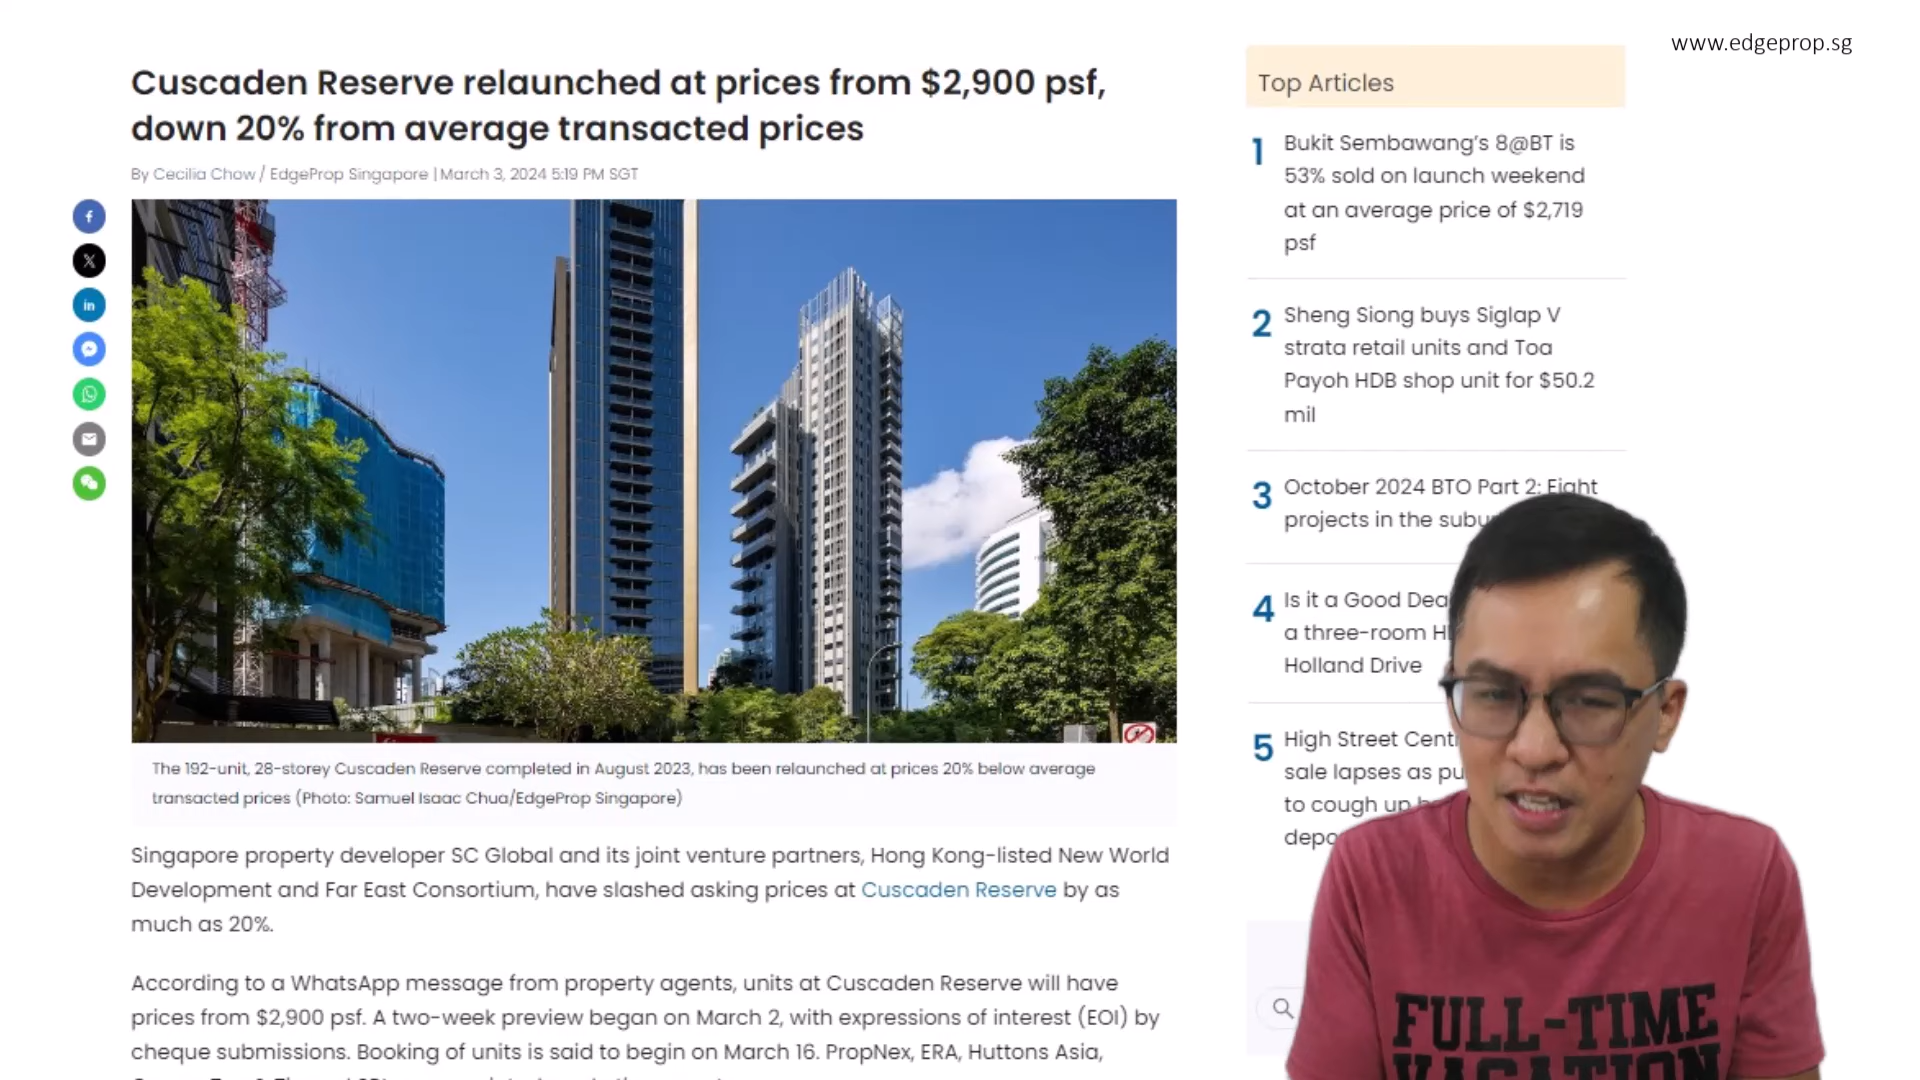 www.edgeprop.sg
Cuscaden Reserve relaunched at prices from $2,900 psf,
down 20% from average transacted prices
By Cecilia Chow / EdgeProp Singapore | March 3, 2024 5:19 PM SGT
The 192-unit, 28-storey Cuscaden Reserve completed in August 2023, has been relaunched at prices 20% below average
transacted prices (Photo: Samuel Isaac Chua/EdgeProp Singapore)
Singapore property developer SC Global and its joint venture partners, Hong Kong-listed New World
Development and Far East Consortium, have slashed asking prices at Cuscaden Reserve by as
much as 20%.
According to a WhatsApp message from property agents, units at Cuscaden Reserve will have
prices from $2,900 psf. A two-week preview began on March 2, with expressions of interest (EOI) by
cheque submissions. Booking of units is said to begin on March 16. PropNex, ERA, Huttons Asia,
Top Articles
1
Bukit Sembawang's 8@BT is
53% sold on launch weekend
at an average price of $2,719
psf
2
Sheng Siong buys Siglap V
strata retail units and Toa
Payoh HDB shop unit for $50.2
mil
3
October 2024 BTO Part 2: Eight
projects in the
4
Is it a Good
a three-room
Holland Drive
5
High Street
sale lapses as
to cough up
FULL-TIME
VACATION